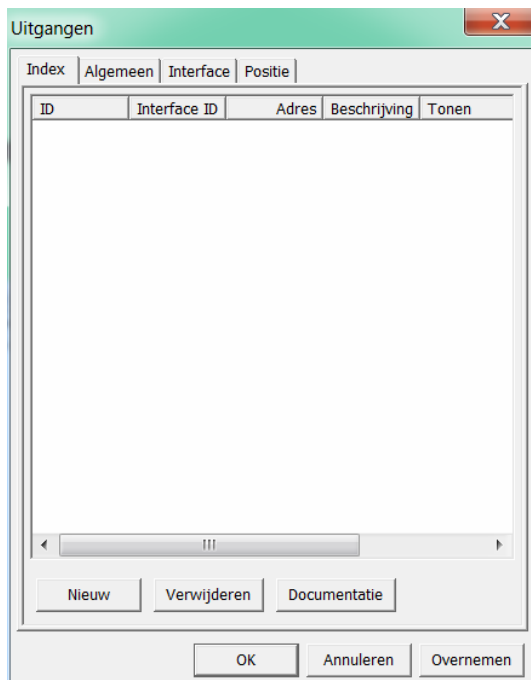 Uitgangen
Index Algemeen Interface Positie
ID Interface ID Adres Beschrijving Tonen
Nieuw Verwijderen Documentatie
OK Annuleren Overnemen